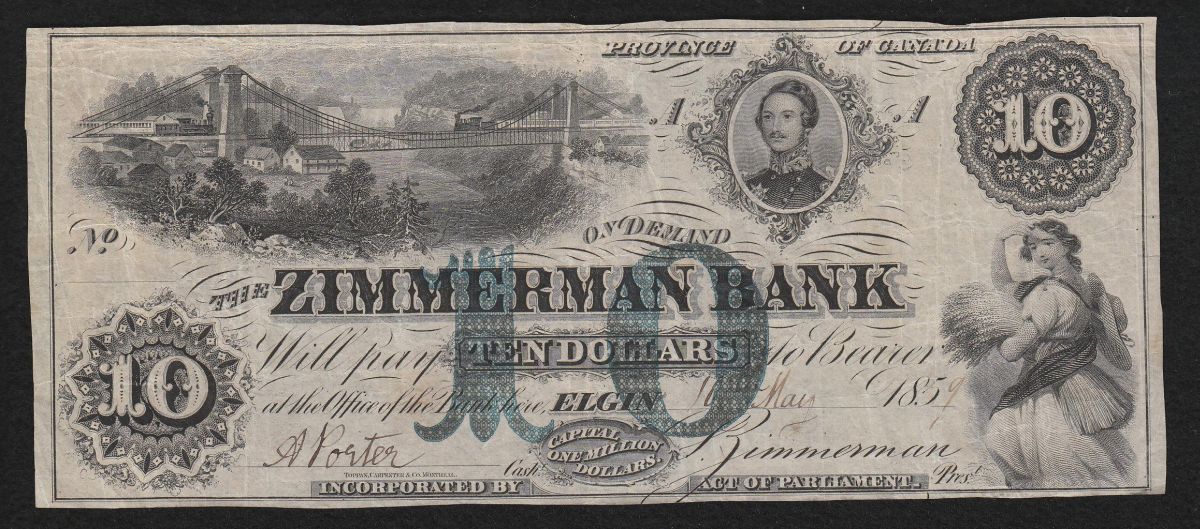 PROVINCE OF CANADA
A A
10
No
ON DEMAND
THE ZIMMERMAN BANK
10
Will pay TEN DOLLARS to Bearer
at the Office of the Bank here, ELGIN 10 May 1859
10
A Porter Cash. CAPITAL ONE MILLION DOLLARS. S. Zimmerman Prest.
TOPPAN, CARPENTER & CO. MONTREAL.
INCORPORATED BY ACT OF PARLIAMENT.